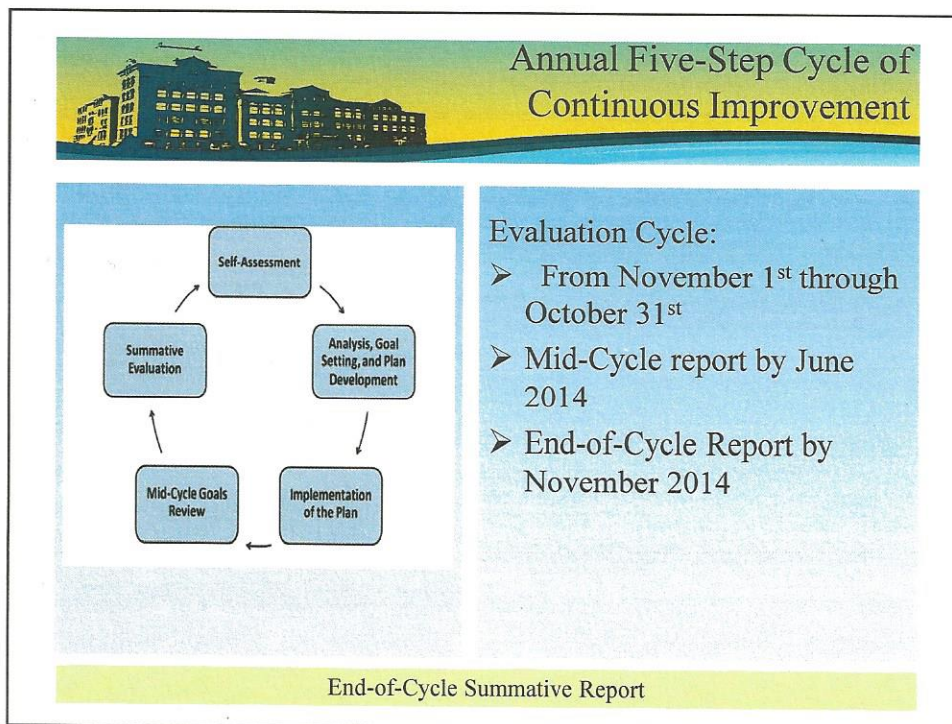 Annual Five-Step Cycle of
Continuous Improvement
Self-Assessment
Analysis, Goal
Setting, and Plan
Development
Implementation
of the Plan
Mid-Cycle Goals
Review
Summative
Evaluation
Evaluation Cycle:
➤ From November 1st through
October 31st
➤ Mid-Cycle report by June
2014
➤ End-of-Cycle Report by
November 2014
End-of-Cycle Summative Report